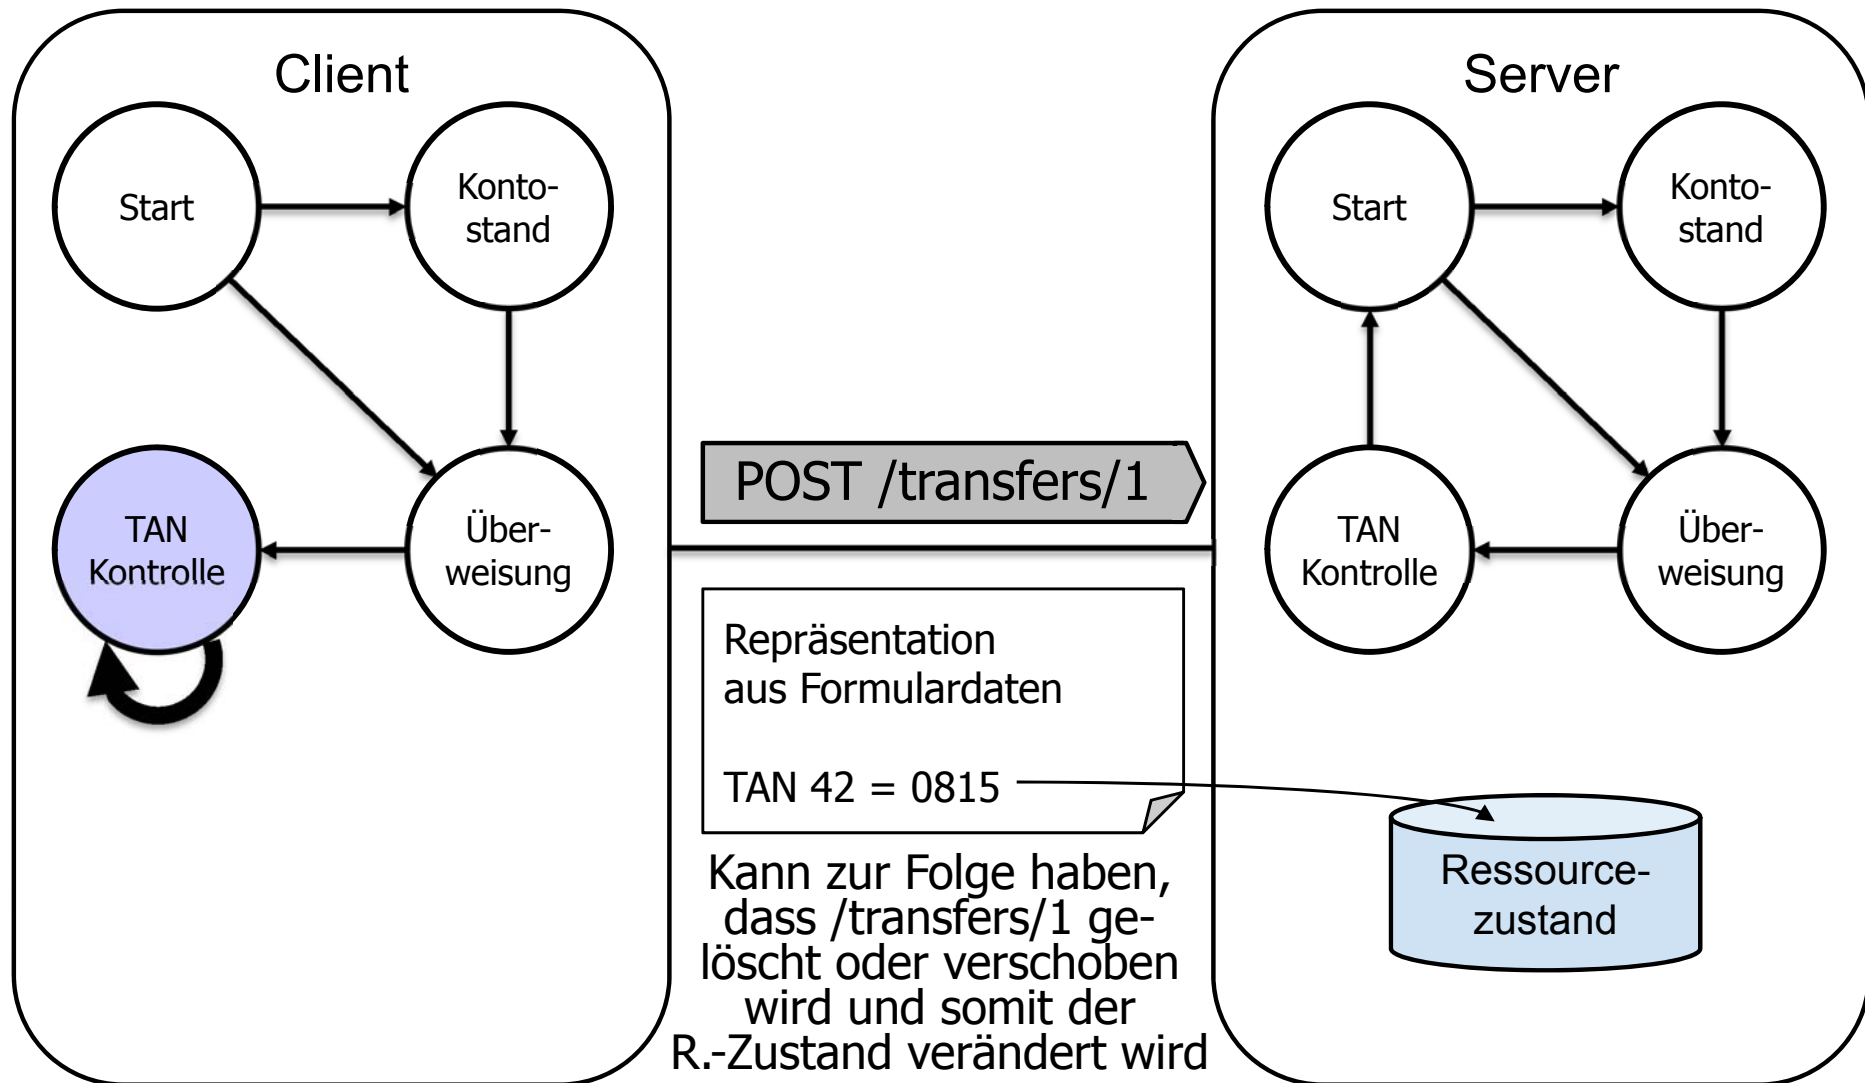 Client
Start
Konto-
stand
TAN
Kontrolle
Über-
weisung
POST /transfers/1
Repräsentation
aus Formulardaten
TAN 42 = 0815
Kann zur Folge haben,
dass /transfers/1 ge-
löscht oder verschoben
wird und somit der
R.-Zustand verändert wird
Server
Start
Konto-
stand
TAN
Kontrolle
Über-
weisung
Ressource-
zustand